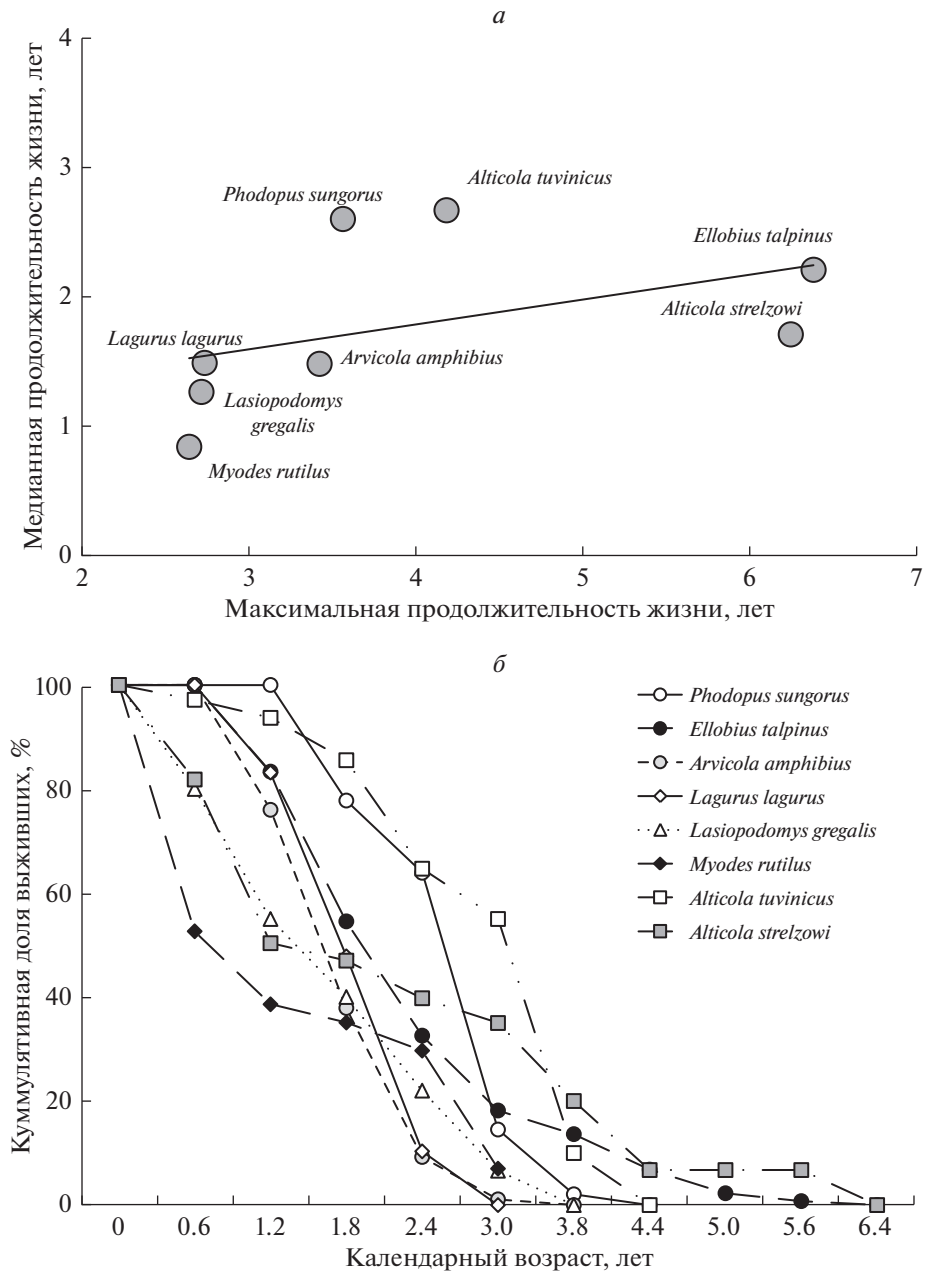 а
4
3
2
1
0
Медианная продолжительность жизни, лет
Phodopus sungorus
Alticola tuvinicus
Ellobius talpinus
Alticola strelzowi
Lagurus lagurus
Arvicola amphibius
Lasiopodomys
gregalis
Myodes rutilus
2 3 4 5 6 7
Максимальная продолжительность жизни, лет
б
100
80
60
40
20
0
Куммулятивная доля выживших, %
Phodopus sungorus
Ellobius talpinus
Arvicola amphibius
Lagurus lagurus
Lasiopodomys gregalis
Myodes rutilus
Alticola tuvinicus
Alticola strelzowi
0 0.6 1.2 1.8 2.4 3.0 3.8 4.4 5.0 5.6 6.4
Календарный возраст, лет